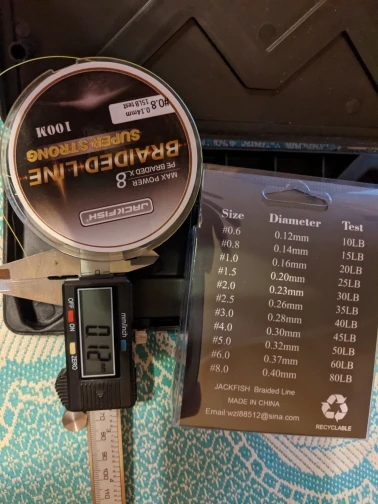 JACKFISH
MAX POWER
PE BRAIDED X 8
BRAIDED-LINE
SUPER STRONG
100M
#0.8 0.14mm
15LB test
OFF ON
ZERO
mm/inch
Size Diameter Test
#0.6 0.12mm 10LB
#0.8 0.14mm 15LB
#1.0 0.16mm 20LB
#1.5 0.20mm 25LB
#2.0 0.23mm 30LB
#2.5 0.26mm 35LB
#3.0 0.28mm 40LB
#4.0 0.30mm 45LB
#5.0 0.32mm 50LB
#6.0 0.37mm 60LB
#8.0 0.40mm 80LB
JACKFISH Braided Line
MADE IN CHINA
Email:wzl88512@sina.com
RECYCLABLE